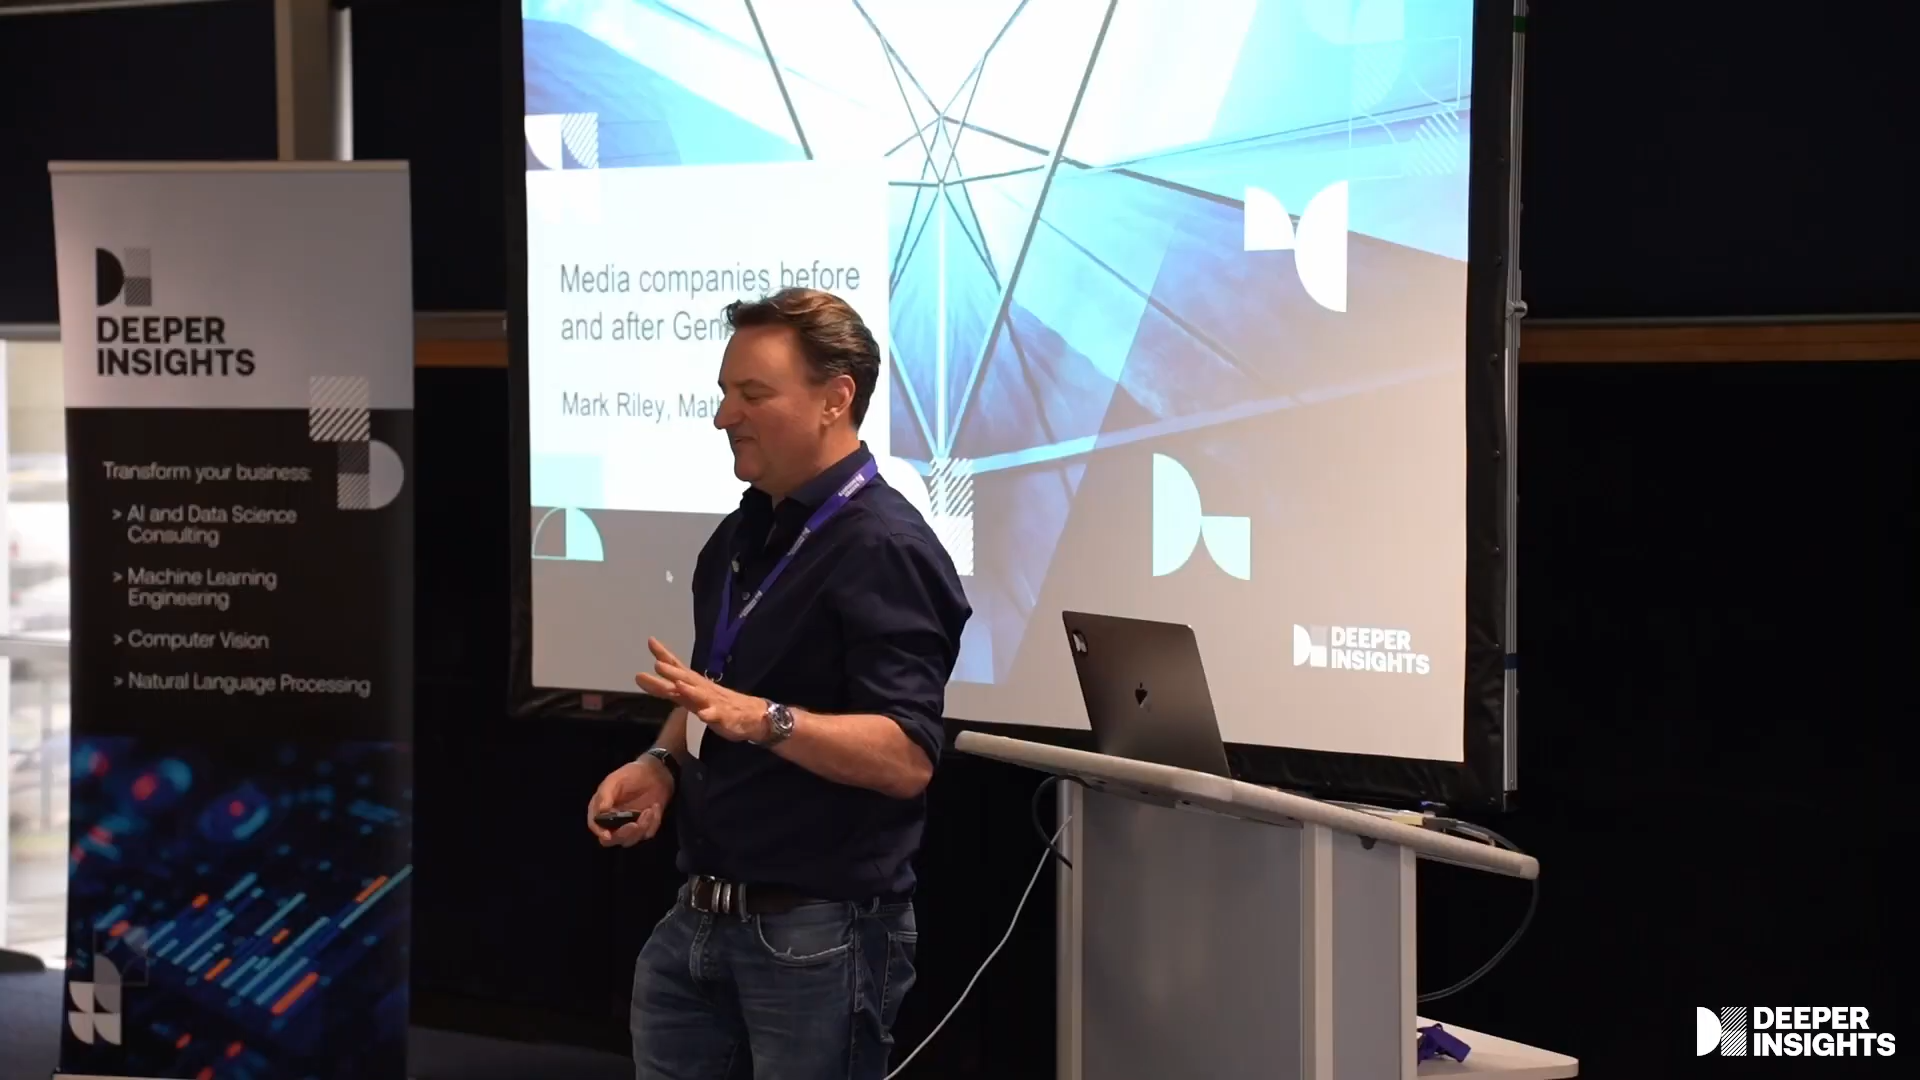 DEEPER
INSIGHTS
Transform your business:
> AI and Data Science
Consulting
> Machine Learning
Engineering
> Computer Vision
> Natural Language Processing
Media companies before
and after Gen
Mark Riley, Mat
DEEPER
INSIGHTS
DEEPER
INSIGHTS